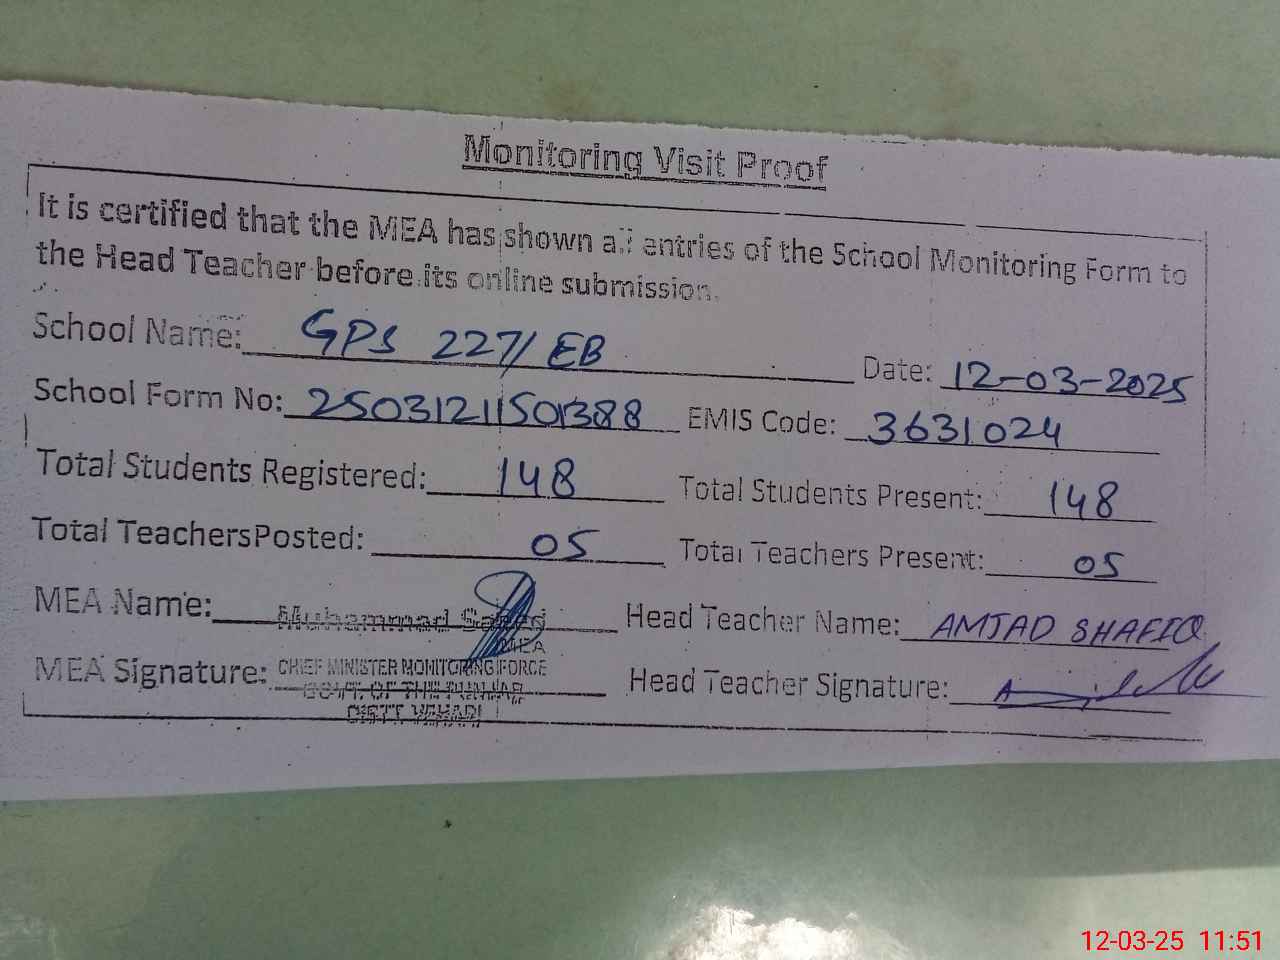 Monitoring Visit Proof
It is certified that the MEA has shown all entries of the School Monitoring Form to
the Head Teacher before its online submission.
School Name: GPS 227/EB
Date: 12-03-2025
School Form No: 25031211501388 EMIS Code: 3631024
Total Students Registered: 148 Total Students Present: 148
Total TeachersPosted: 05 Total Teachers Present: 05
MEA Name: Muhammad Saeed Head Teacher Name: AMJAD SHAFIQ
MEA
MEA Signature: CHIEF MINISTER MONITORING FORCE Head Teacher Signature:
GOVT. OF THE PUNJAB
DISTT VEHARI
12-03-25 11:51